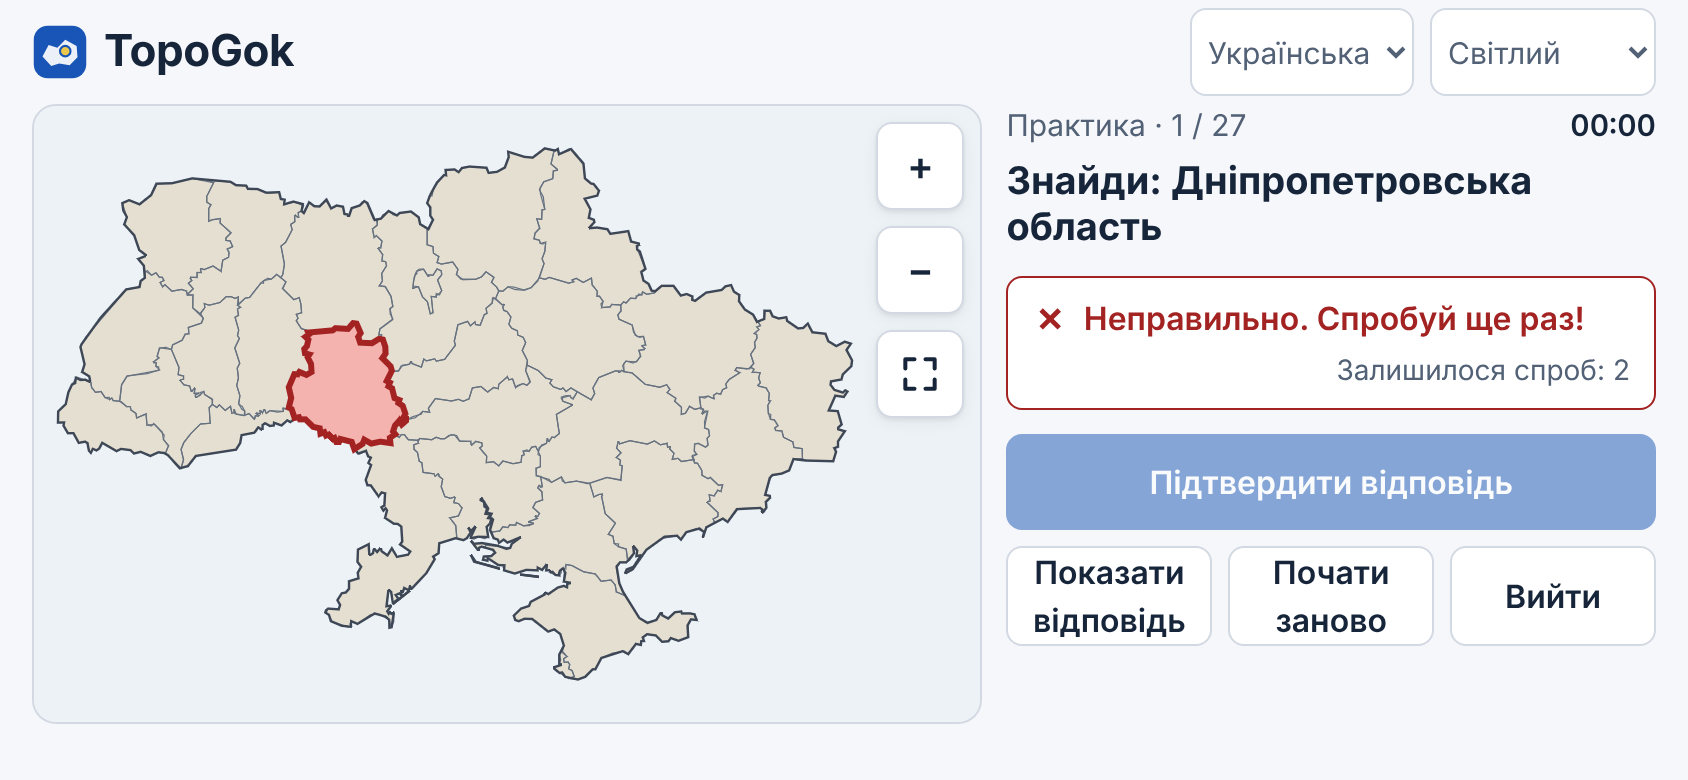 TopoGok
Українська
Світлий
Практика · 1 / 27
00:00
Знайди: Дніпропетровська
область
+
−
✕ Неправильно. Спробуй ще раз!
Залишилося спроб: 2
Підтвердити відповідь
Показати
відповідь
Почати
заново
Вийти